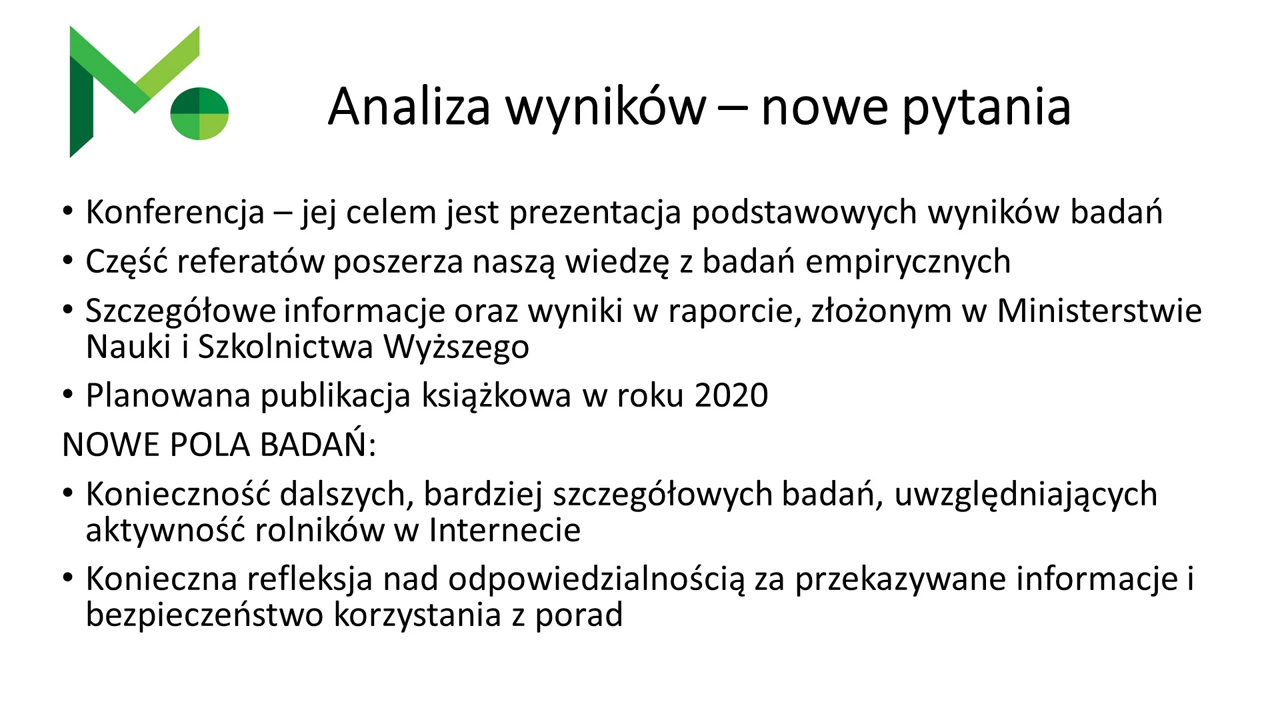 Analiza wyników – nowe pytania
• Konferencja – jej celem jest prezentacja podstawowych wyników badań
• Część referatów poszerza naszą wiedzę z badań empirycznych
• Szczegółowe informacje oraz wyniki w raporcie, złożonym w Ministerstwie
Nauki i Szkolnictwa Wyższego
• Planowana publikacja książkowa w roku 2020
NOWE POLA BADAŃ:
• Konieczność dalszych, bardziej szczegółowych badań, uwzględniających
aktywność rolników w Internecie
• Konieczna refleksja nad odpowiedzialnością za przekazywane informacje i
bezpieczeństwo korzystania z porad